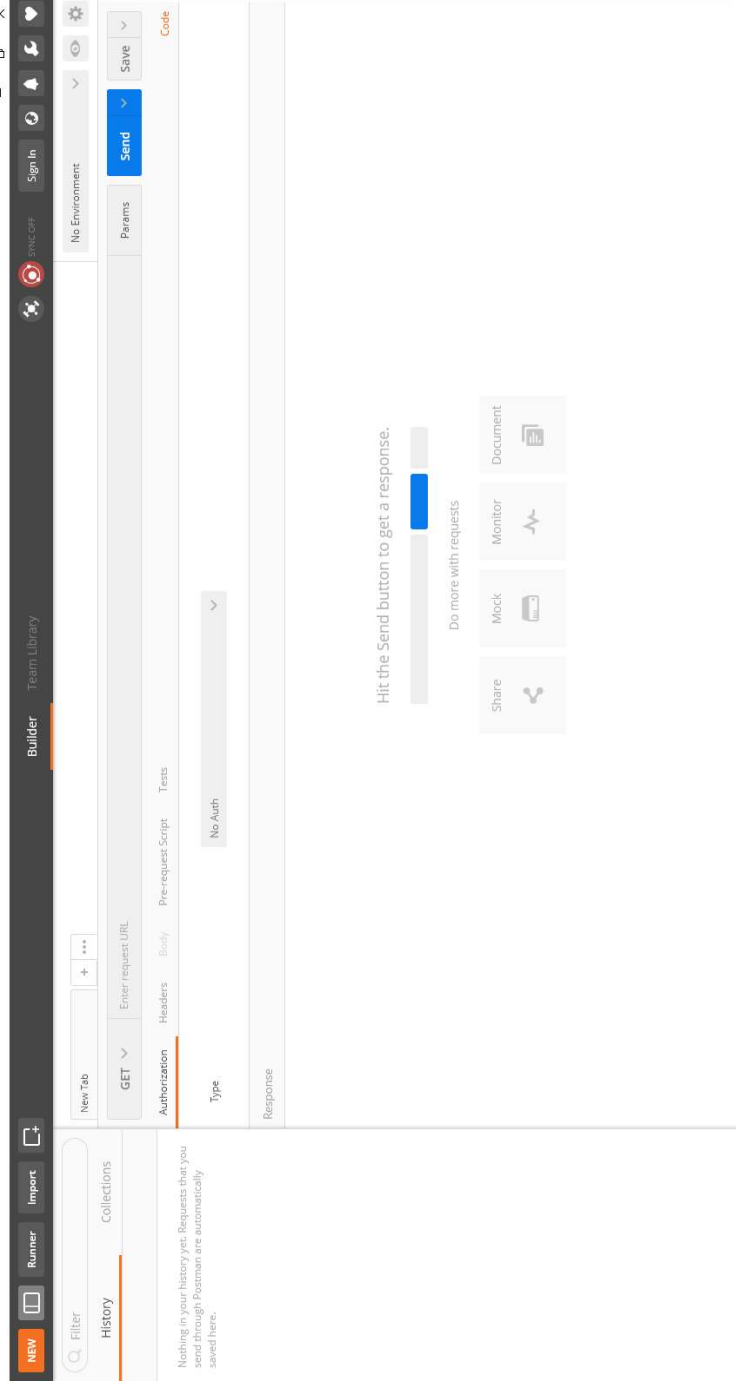 NEW
Runner
Import
Builder
Team Library
SYNC OFF
Sign In
Filter
History
Collections
Nothing in your history yet. Requests that you
send through Postman are automatically
saved here.
New Tab
+
•••
No Environment
GET
Enter request URL
Params
Send
Save
Authorization
Headers
Body
Pre-request Script
Tests
Code
Type
No Auth
Response
Hit the Send button to get a response.
Do more with requests
Share
Mock
Monitor
Document